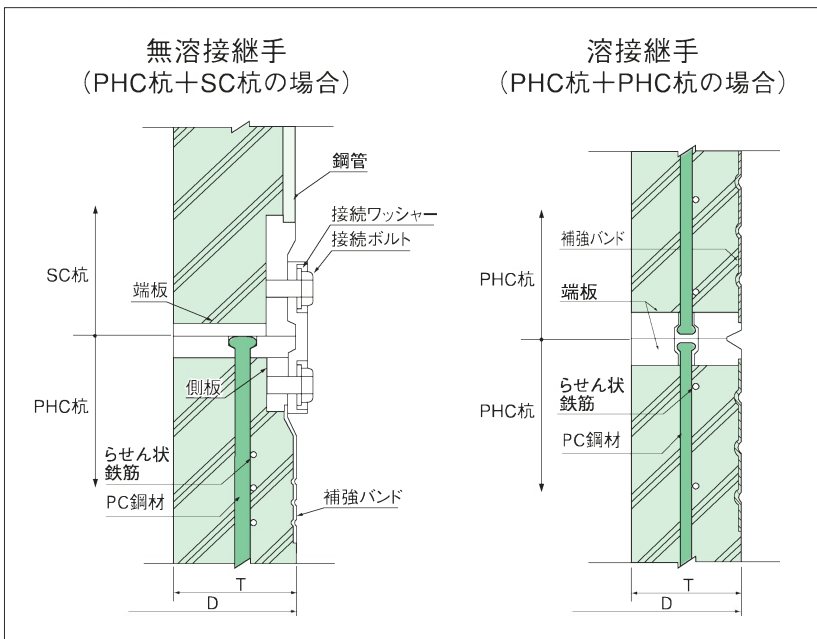 無溶接継手
（PHC杭＋SC杭の場合）
鋼管
接続ワッシャー
接続ボルト
SC杭
端板
PHC杭
側板
らせん状
鉄筋
PC鋼材
補強バンド
T
D
溶接継手
（PHC杭＋PHC杭の場合）
補強バンド
PHC杭
端板
PHC杭
らせん状
鉄筋
PC鋼材
T
D